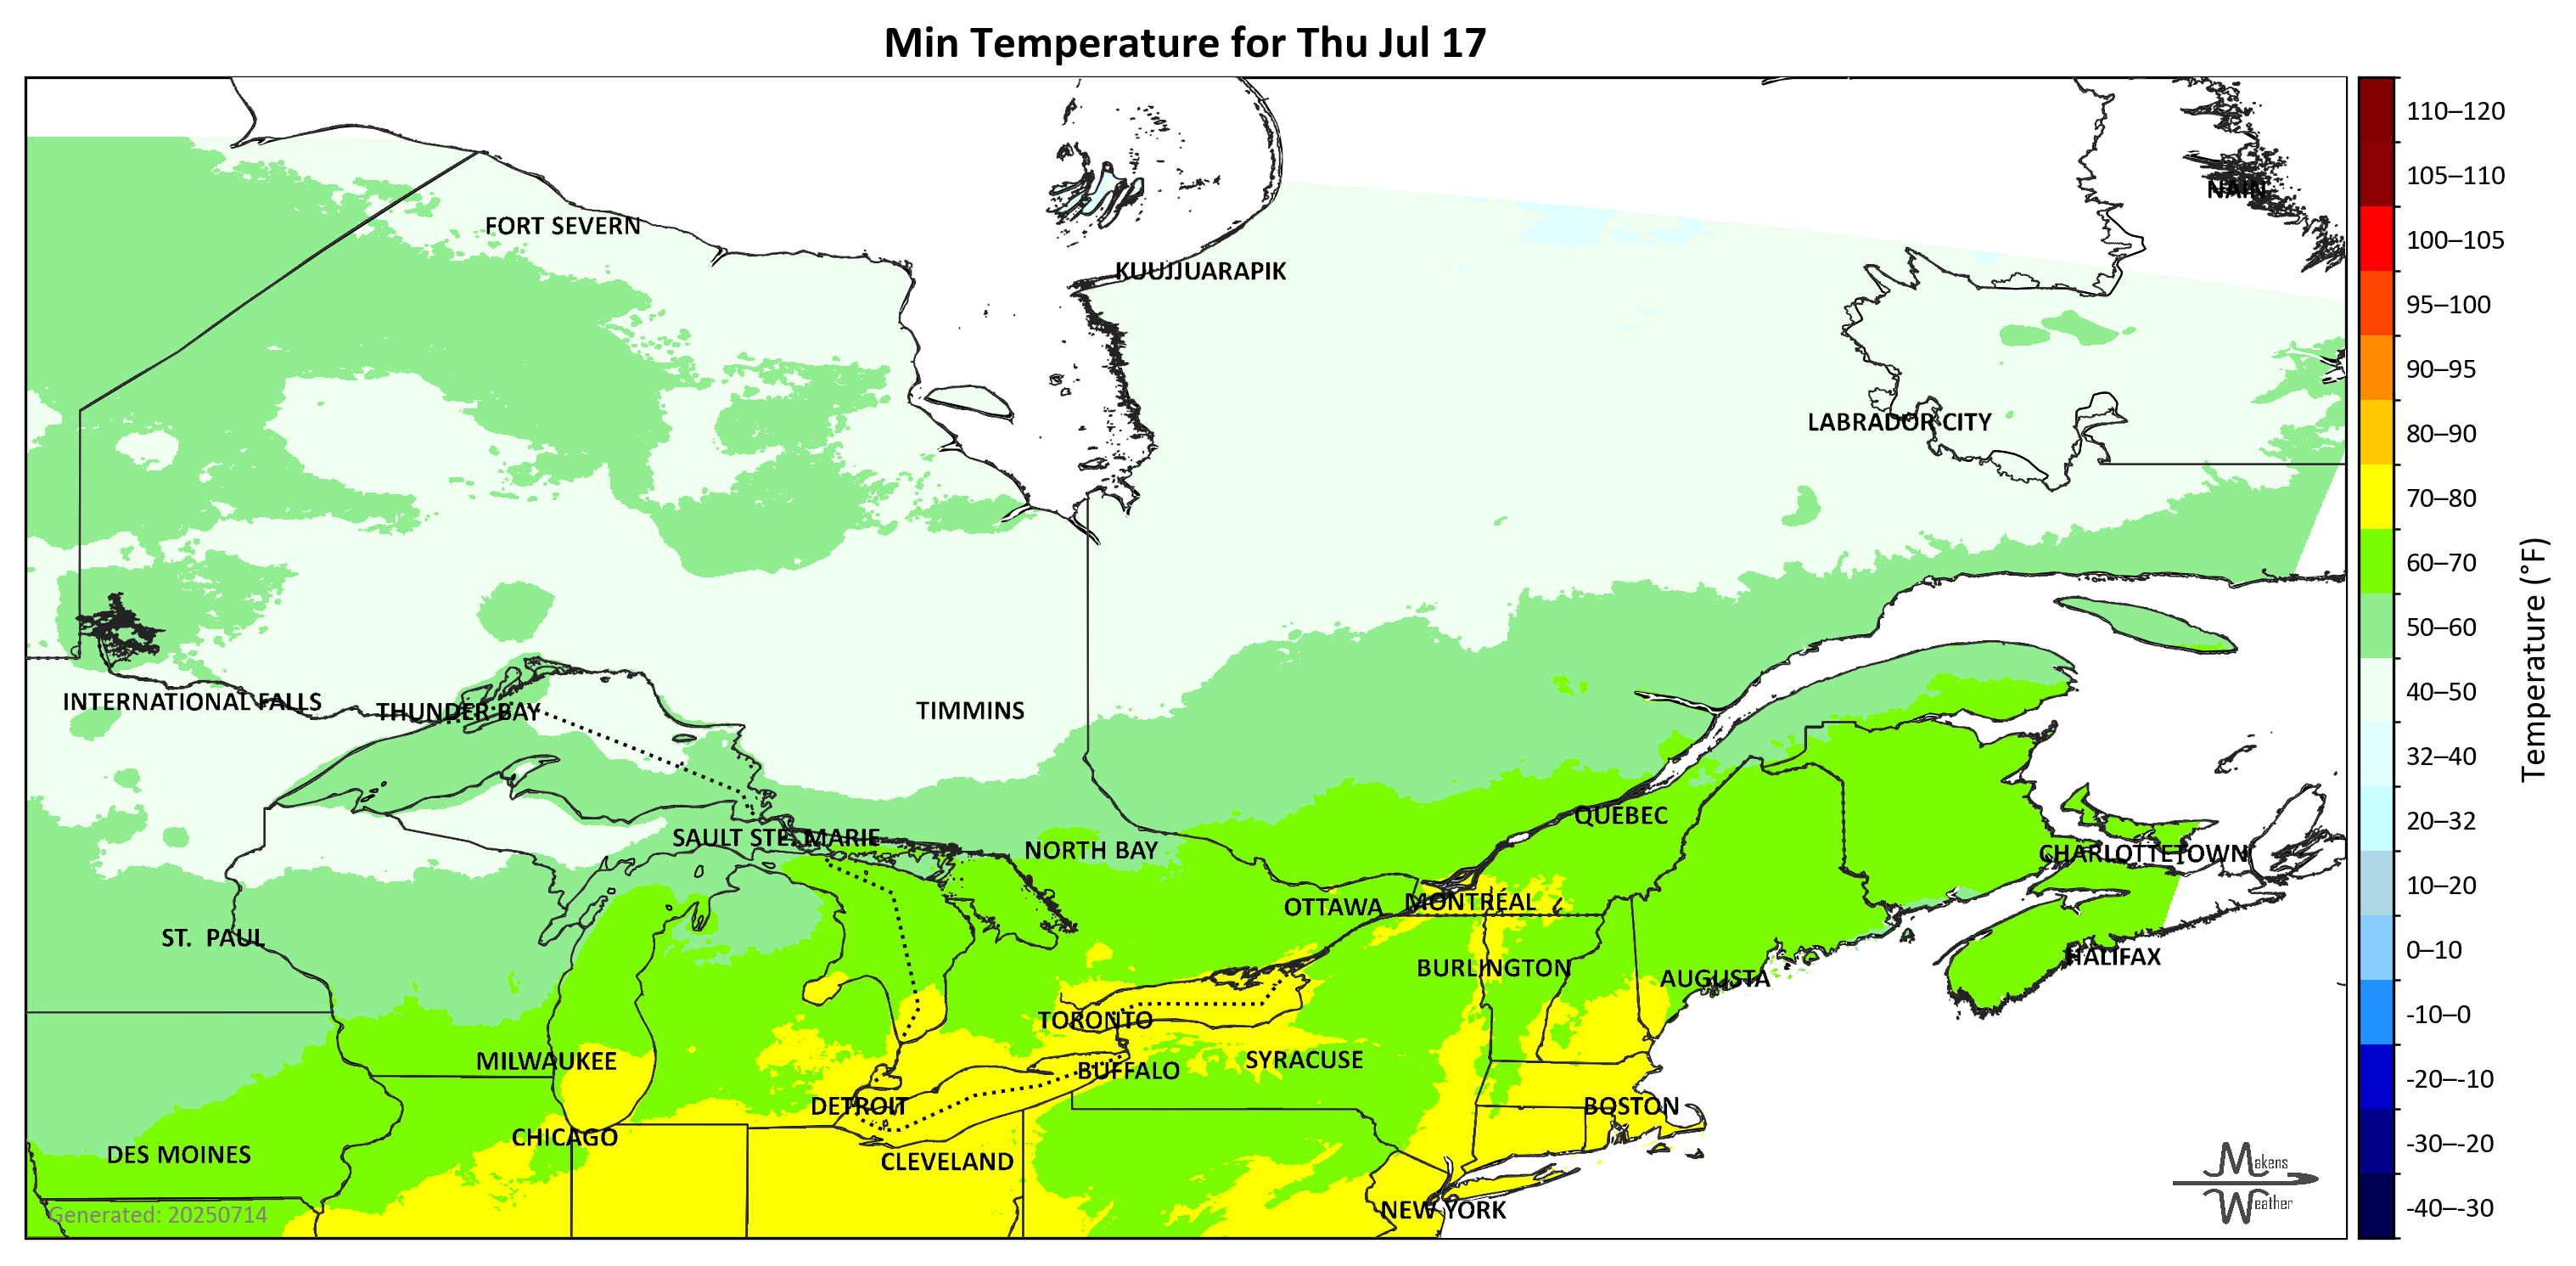 Min Temperature for Thu Jul 17
110–120
105–110
NAIN
FORT SEVERN
100–105
KUUJJUARAPIK
95–100
90–95
LABRADOR CITY
80–90
70–80
60–70
50–60
Temperature (°F)
40–50
INTERNATIONAL FALLS
THUNDER BAY
TIMMINS
32–40
QUÉBEC
20–32
SAULT STE. MARIE
NORTH BAY
CHARLOTTETOWN
10–20
OTTAWA
MONTRÉAL
ST.  PAUL
0–10
HALIFAX
BURLINGTON
AUGUSTA
-10–0
TORONTO
MILWAUKEE
SYRACUSE
BUFFALO
-20–-10
DETROIT
BOSTON
CHICAGO
-30–-20
DES MOINES
CLEVELAND
Makens
Weather
NEW YORK
-40–-30
Generated: 20250714